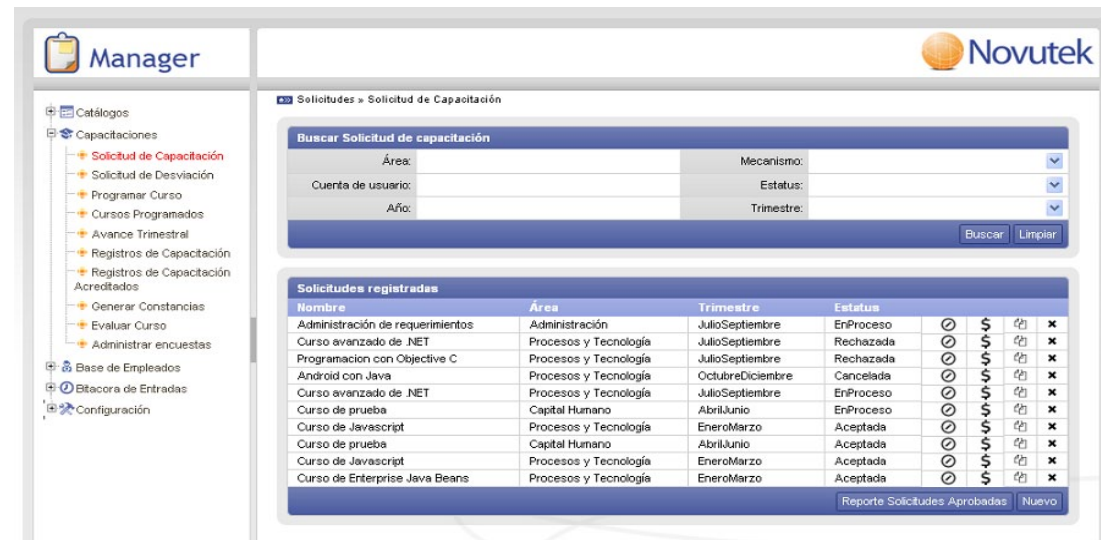 Manager
Novutek
Catálogos
Capacitaciones
Solicitud de Capacitación
Solicitud de Desviación
Programar Curso
Cursos Programados
Avance Trimestral
Registros de Capacitación
Registros de Capacitación
Acreditados
Generar Constancias
Evaluar Curso
Administrar encuestas
Base de Empleados
Bitacora de Entradas
Configuración
Solicitudes » Solicitud de Capacitación
Buscar Solicitud de capacitación
Área: Mecanismo:
Cuenta de usuario: Estatus:
Año: Trimestre:
Buscar Limpiar
Solicitudes registradas
Nombre Área Trimestre Estatus
Administración de requerimientos Administración JulioSeptiembre EnProceso $
Curso avanzado de .NET Procesos y Tecnología JulioSeptiembre Rechazada $
Programacion con Objective C Procesos y Tecnología JulioSeptiembre Rechazada $
Android con Java Procesos y Tecnología OctubreDiciembre Cancelada $
Curso avanzado de .NET Procesos y Tecnología JulioSeptiembre EnProceso $
Curso de prueba Capital Humano AbrilJunio EnProceso $
Curso de Javascript Procesos y Tecnología EneroMarzo Aceptada $
Curso de prueba Capital Humano AbrilJunio Aceptada $
Curso de Javascript Procesos y Tecnología EneroMarzo Aceptada $
Curso de Enterprise Java Beans Procesos y Tecnología EneroMarzo Aceptada $
Reporte Solicitudes Aprobadas Nuevo